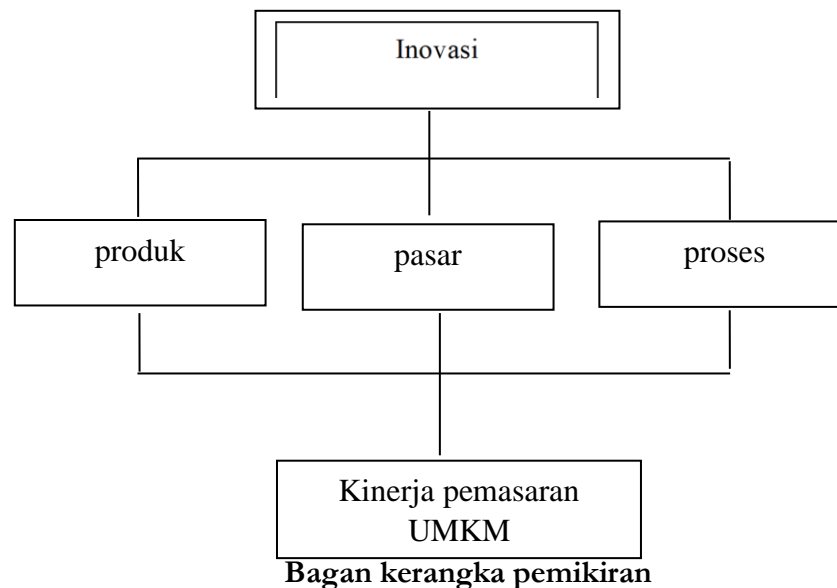 Inovasi
produk
pasar
proses
Kinerja pemasaran
UMKM
Bagan kerangka pemikiran